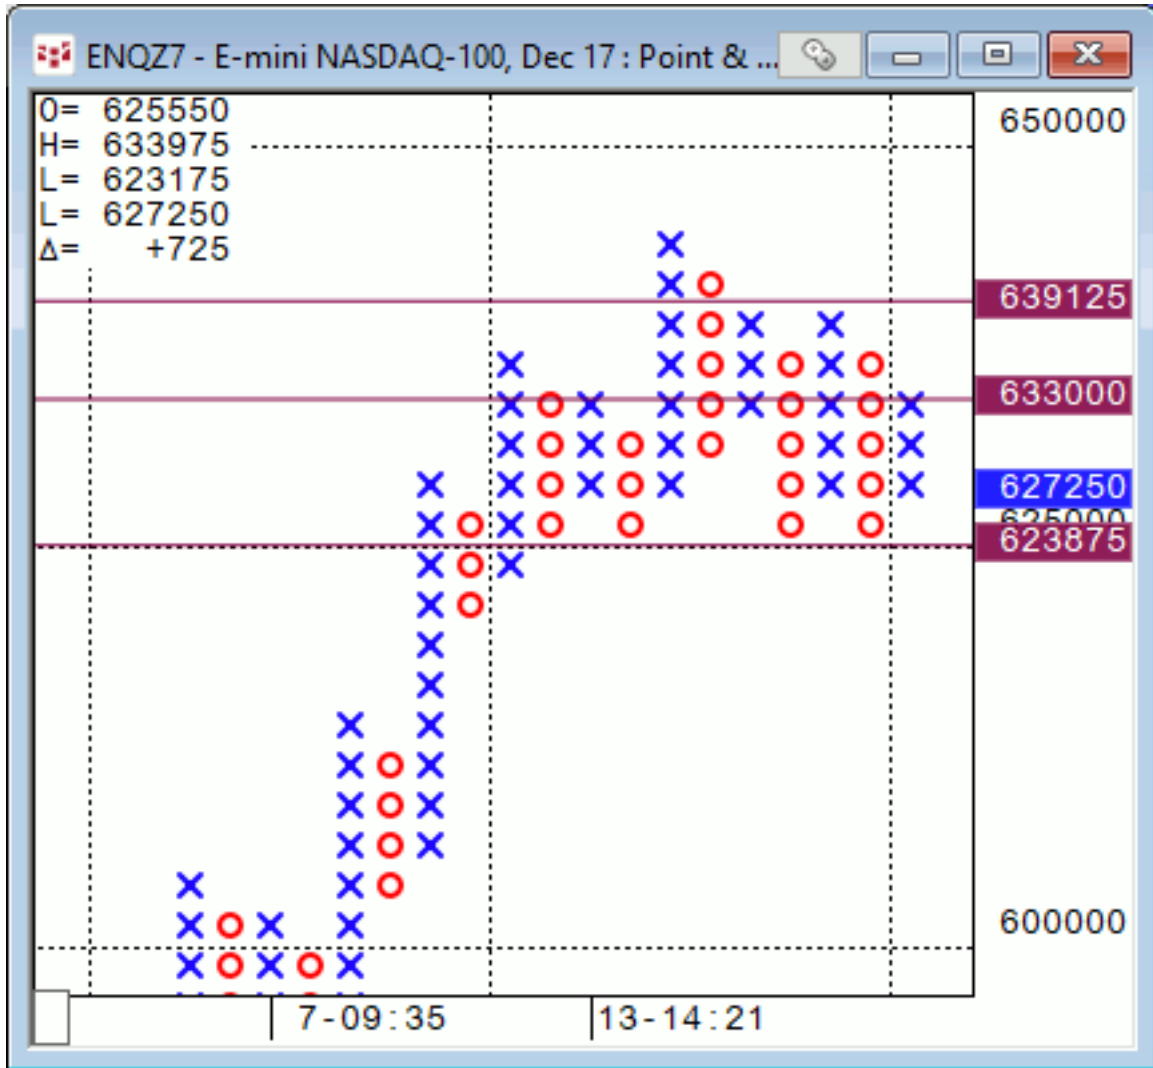 ENQZ7 - E-mini NASDAQ-100, Dec 17 : Point & ...
O= 625550
H= 633975
L= 623175
L= 627250
Δ= +725
650000
639125
633000
627250
625000
623875
600000
7-09:35 13-14:21